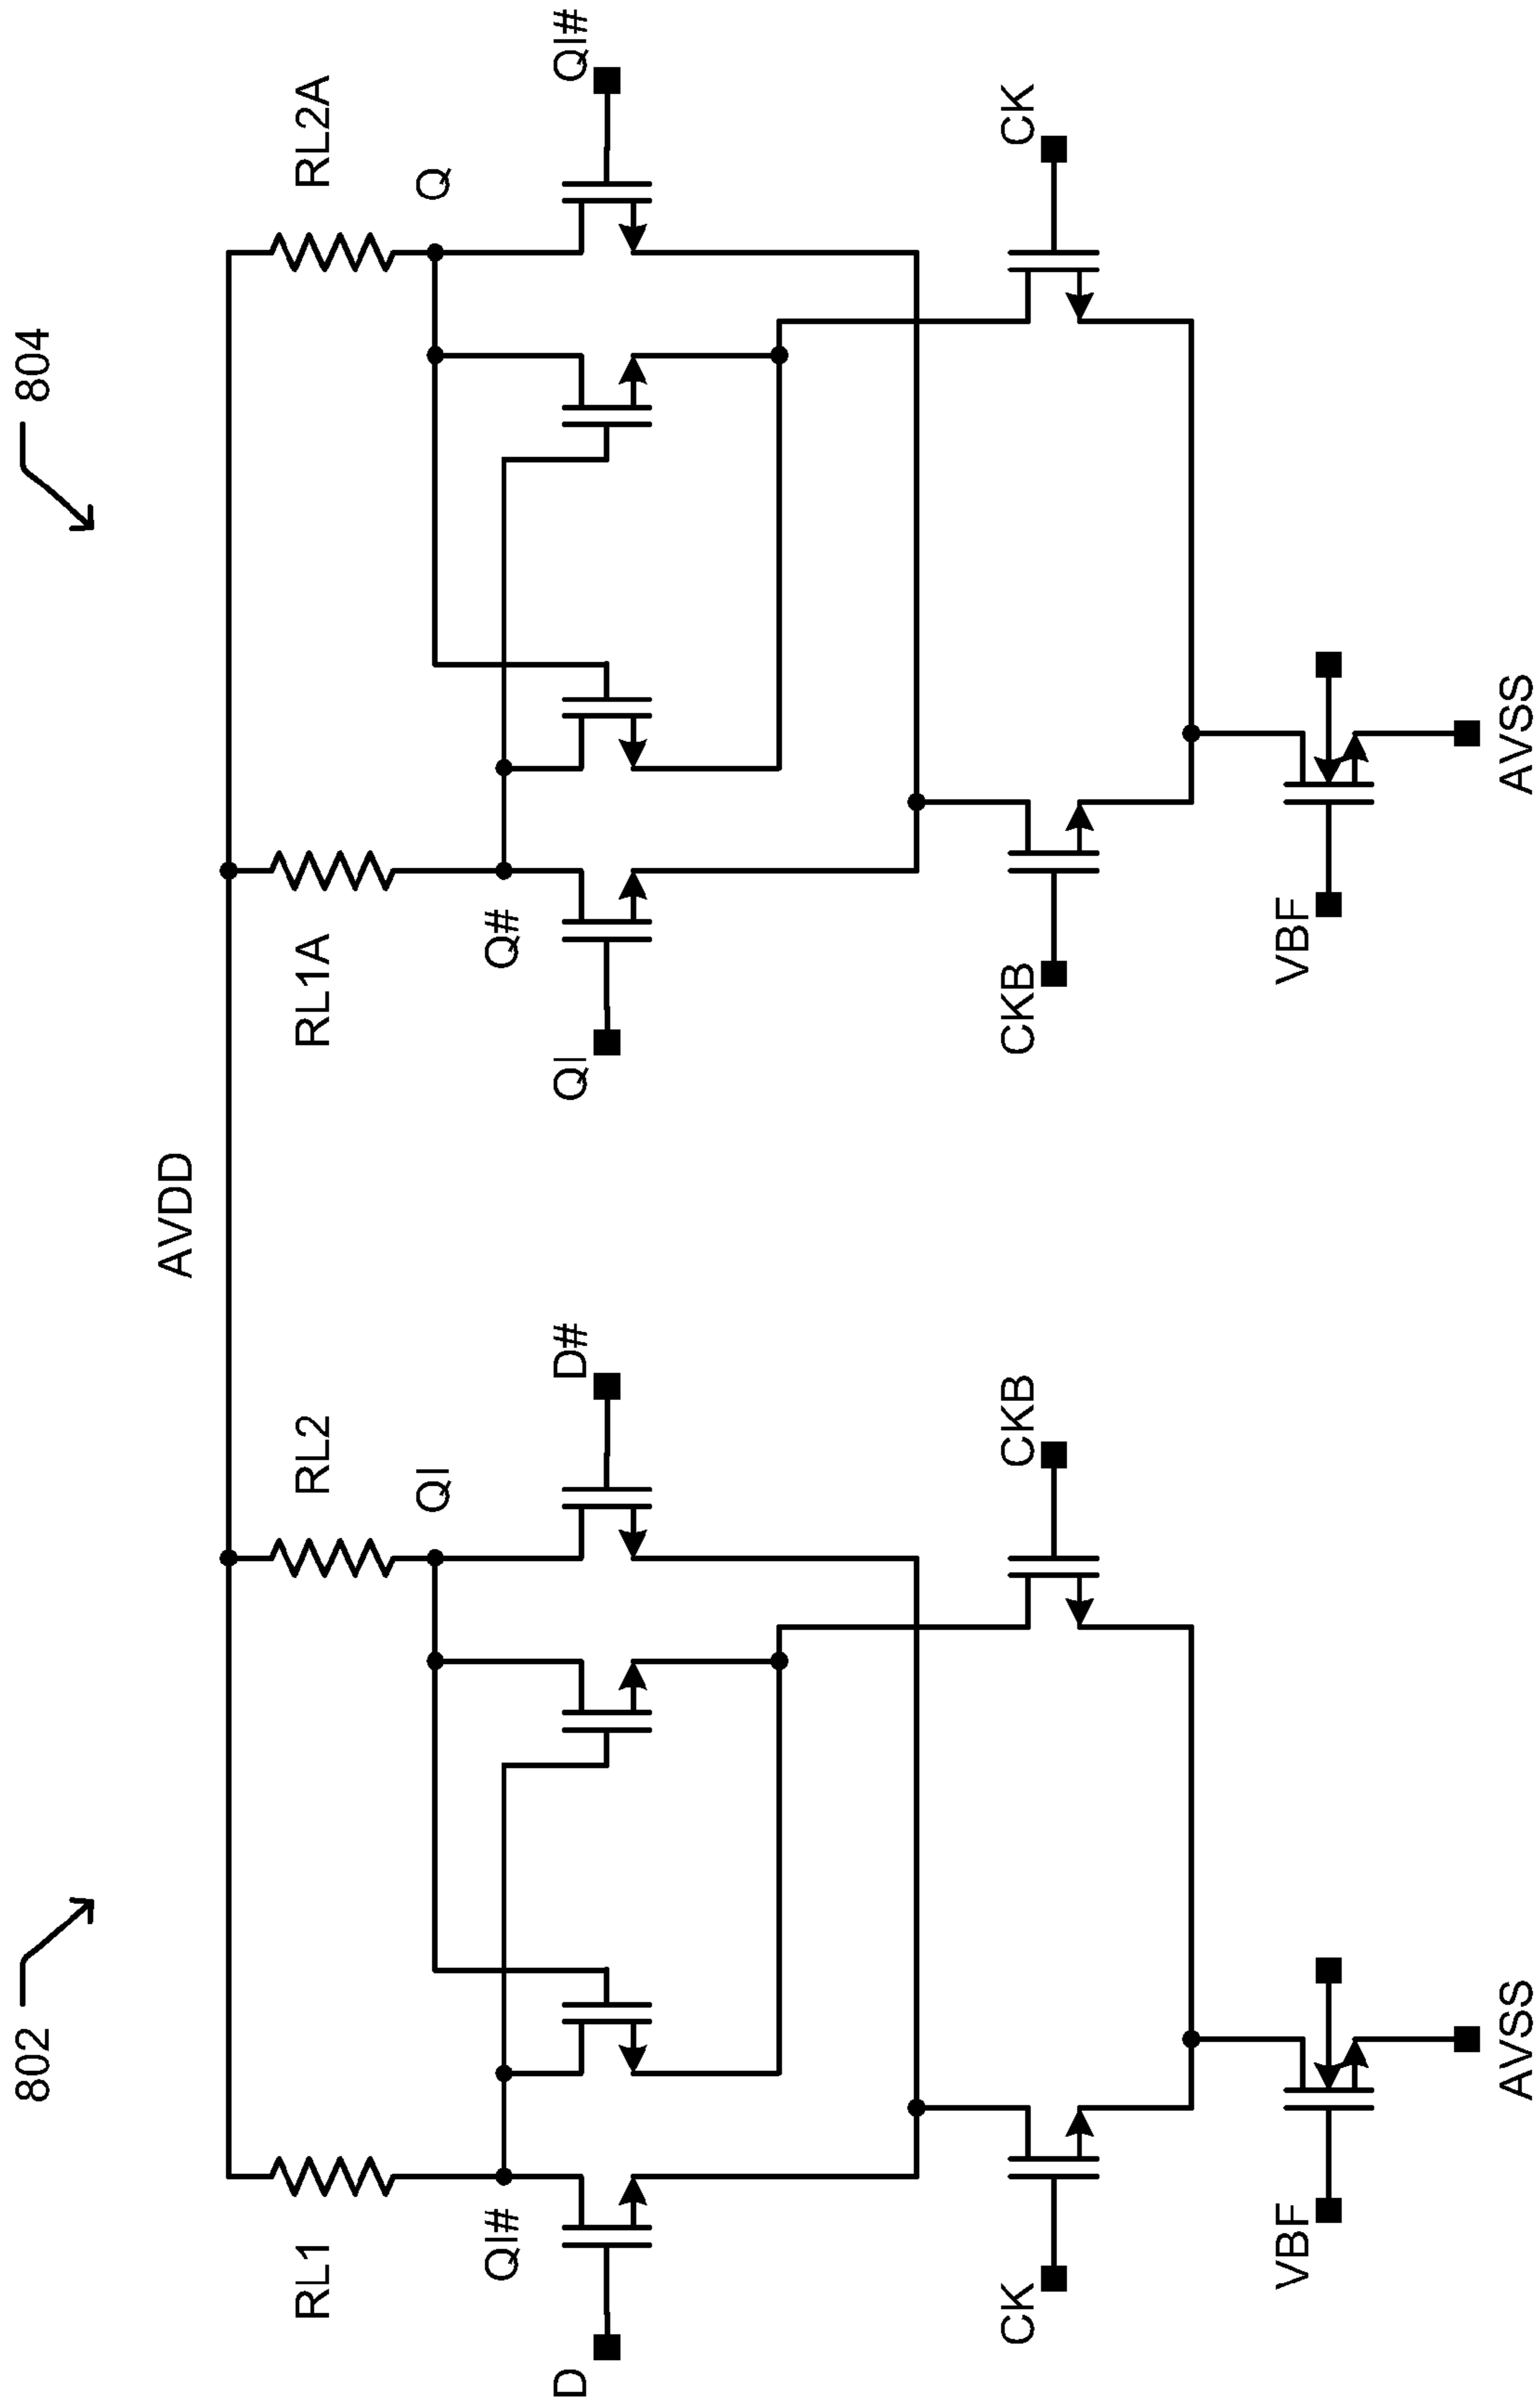 802
804
AVDD
RL1
RL2
RL1A
RL2A
QI#
QI
Q#
Q
D
D#
QI
QI#
CK
CKB
CKB
CK
VBF
VBF
AVSS
AVSS